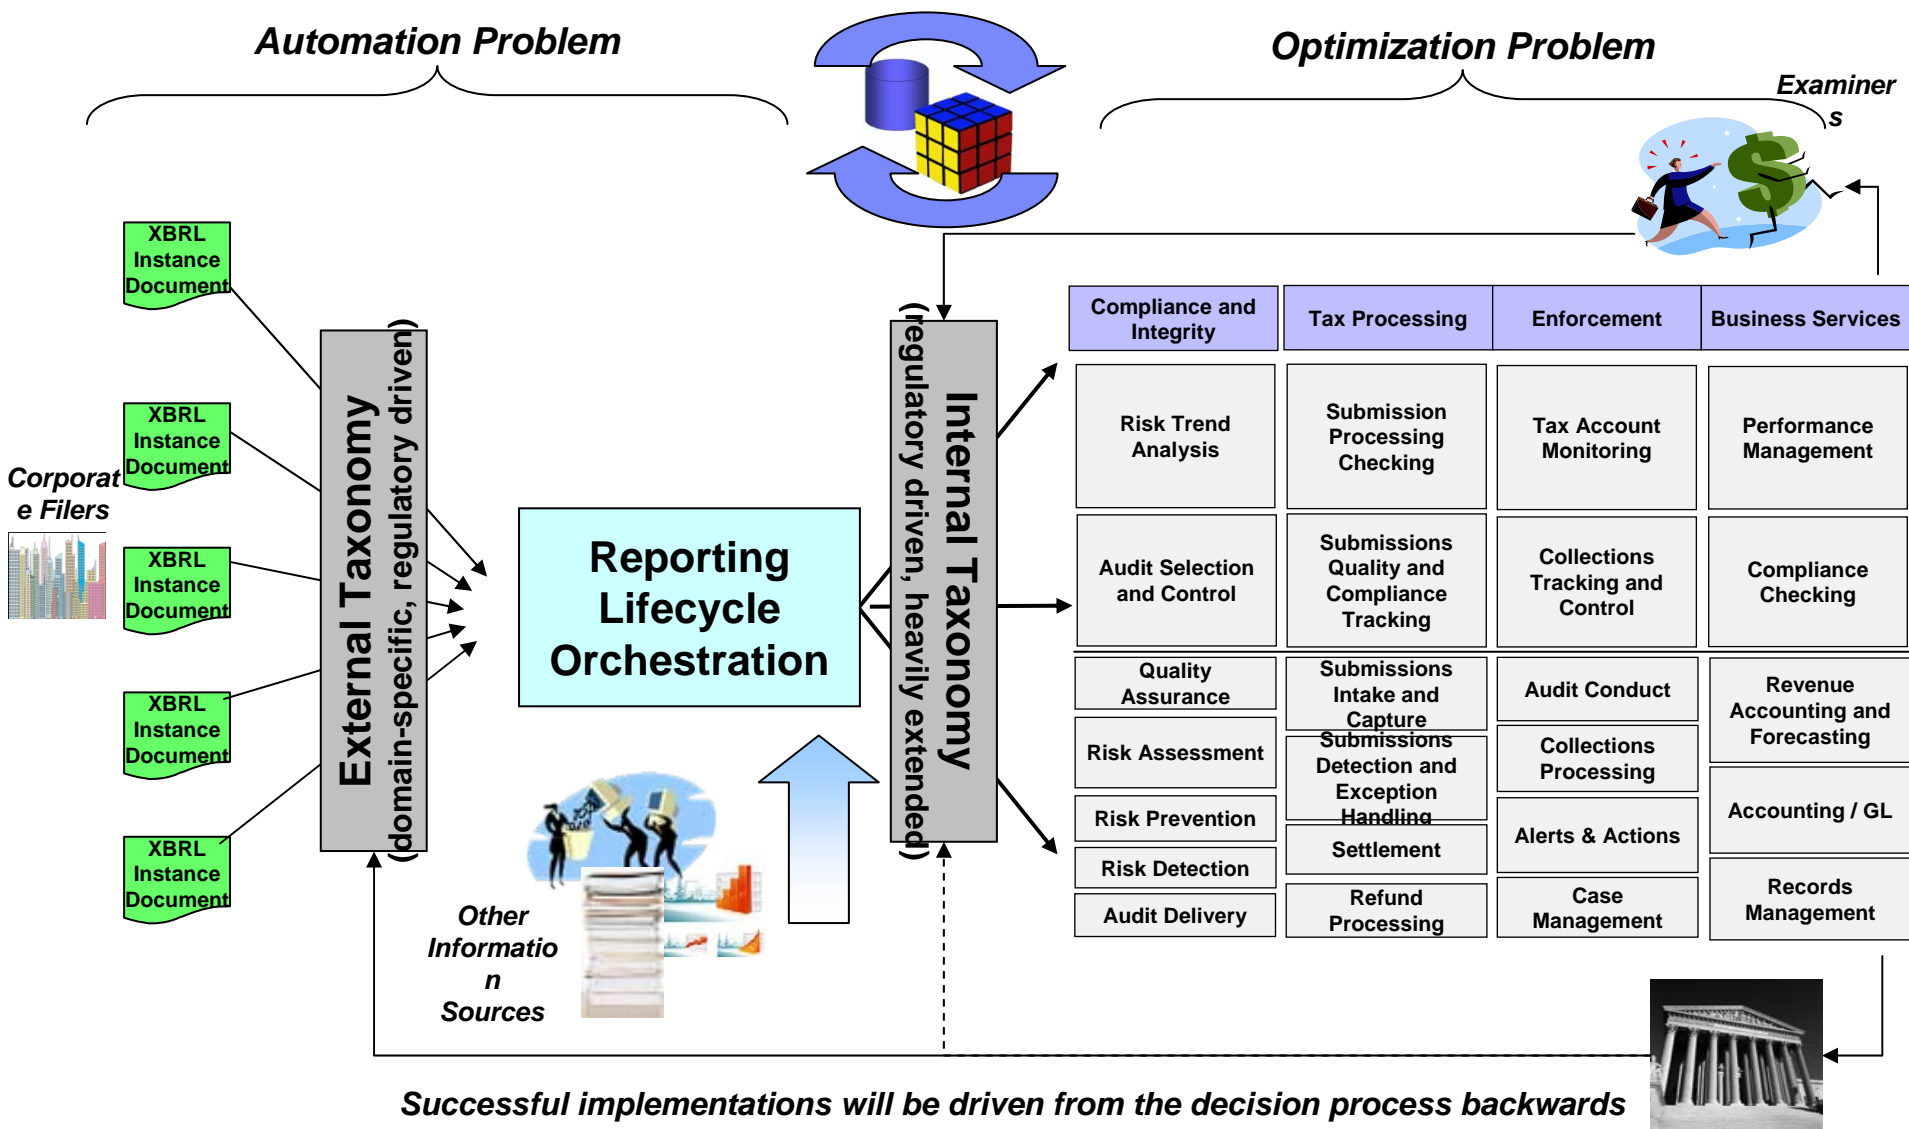 Automation Problem
Optimization Problem
Examiner
s
XBRL
Instance
Document
XBRL
Instance
Document
XBRL
Instance
Document
XBRL
Instance
Document
XBRL
Instance
Document
Corporat
e Filers
External Taxonomy
(domain-specific, regulatory driven)
Reporting
Lifecycle
Orchestration
Other
Informatio
n
Sources
Internal Taxonomy
(regulatory driven, heavily extended)
Compliance and
Integrity
Tax Processing
Enforcement
Business Services
Risk Trend
Analysis
Submission
Processing
Checking
Tax Account
Monitoring
Performance
Management
Audit Selection
and Control
Submissions
Quality and
Compliance
Tracking
Collections
Tracking and
Control
Compliance
Checking
Quality
Assurance
Risk Assessment
Risk Prevention
Risk Detection
Audit Delivery
Submissions
Intake and
Capture
Submissions
Detection and
Exception
Handling
Settlement
Refund
Processing
Audit Conduct
Collections
Processing
Alerts & Actions
Case
Management
Revenue
Accounting and
Forecasting
Accounting / GL
Records
Management
Successful implementations will be driven from the decision process backwards